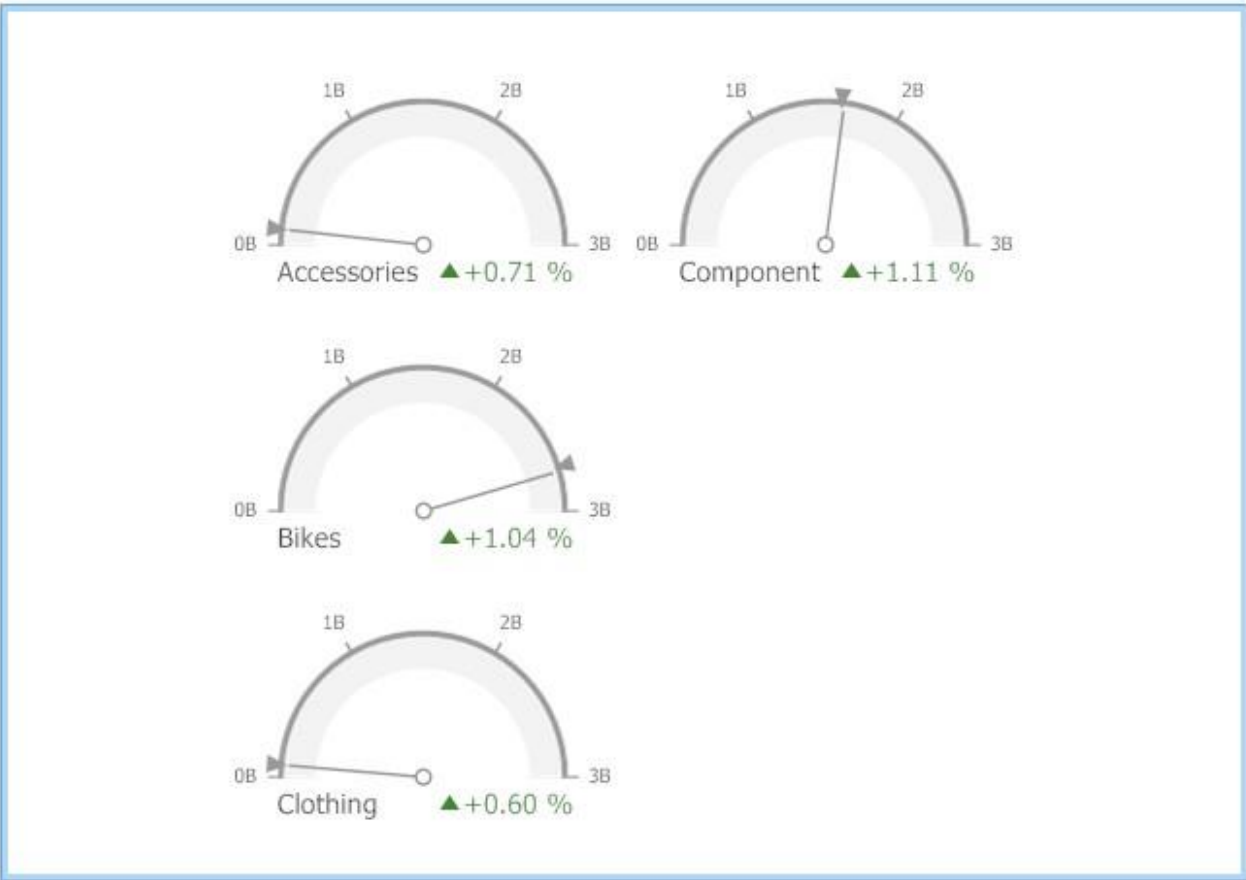 1B 2B 1B 2B
0B 3B 0B 3B
Accessories ▲+0.71 % Component ▲+1.11 %
1B 2B
0B 3B
Bikes ▲+1.04 %
1B 2B
0B 3B
Clothing ▲+0.60 %